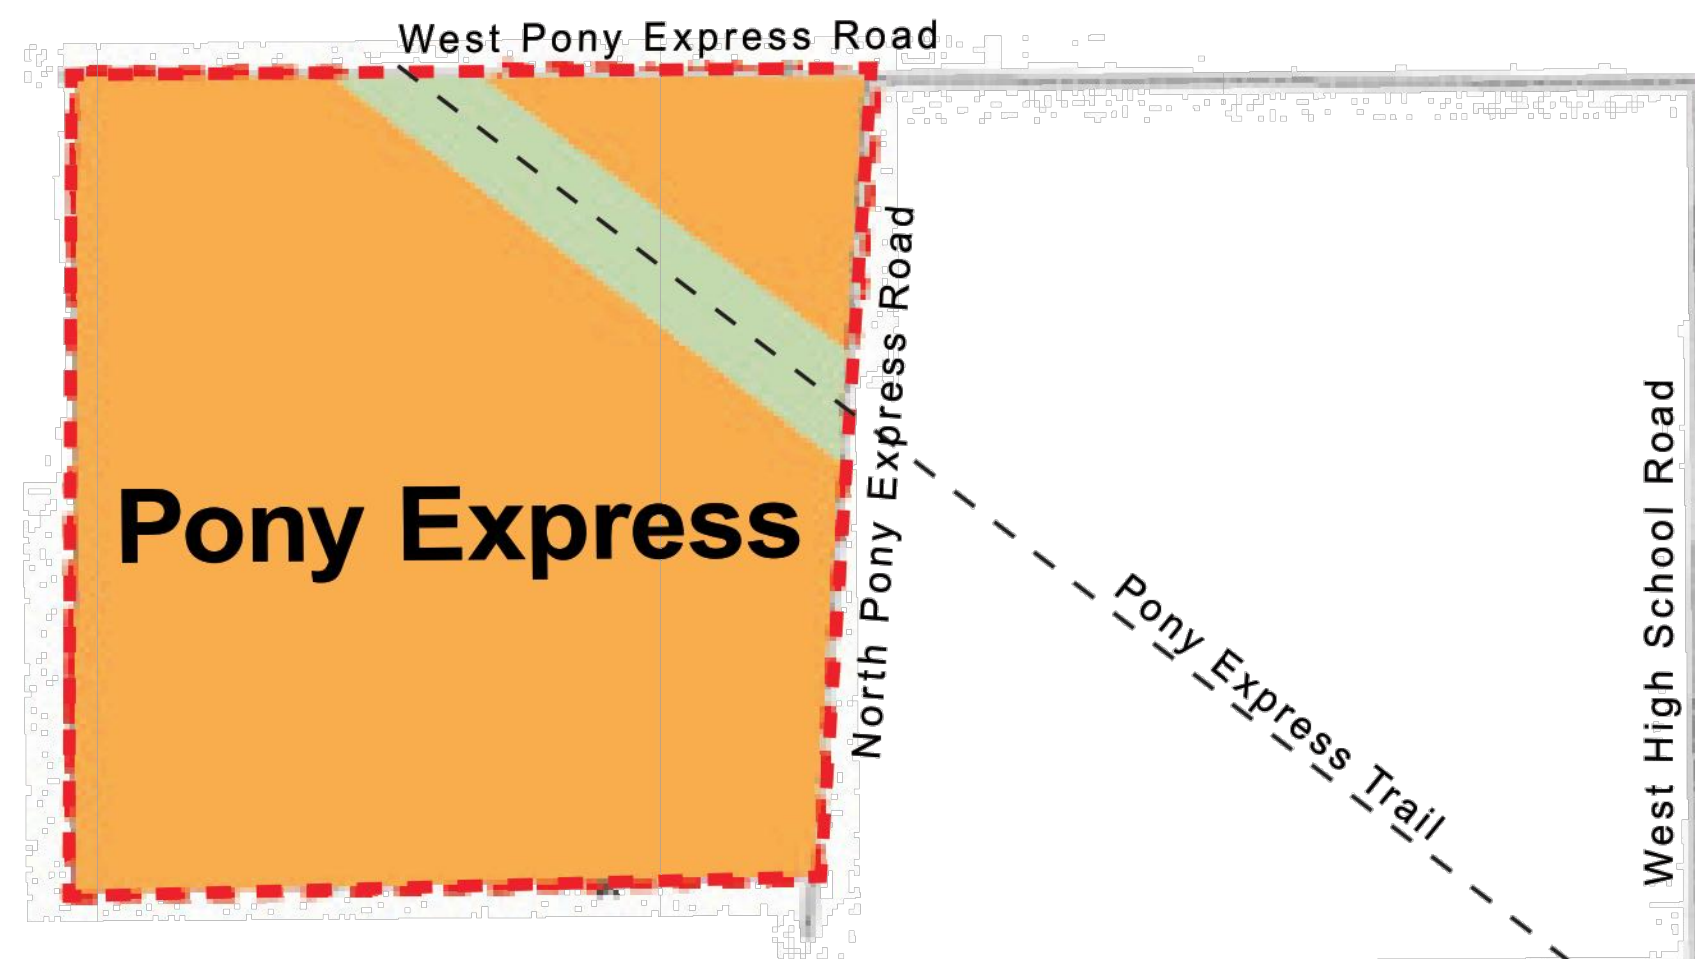 West Pony Express Road
North Pony Express Road
Pony Express
Pony Express Trail
West High School Road